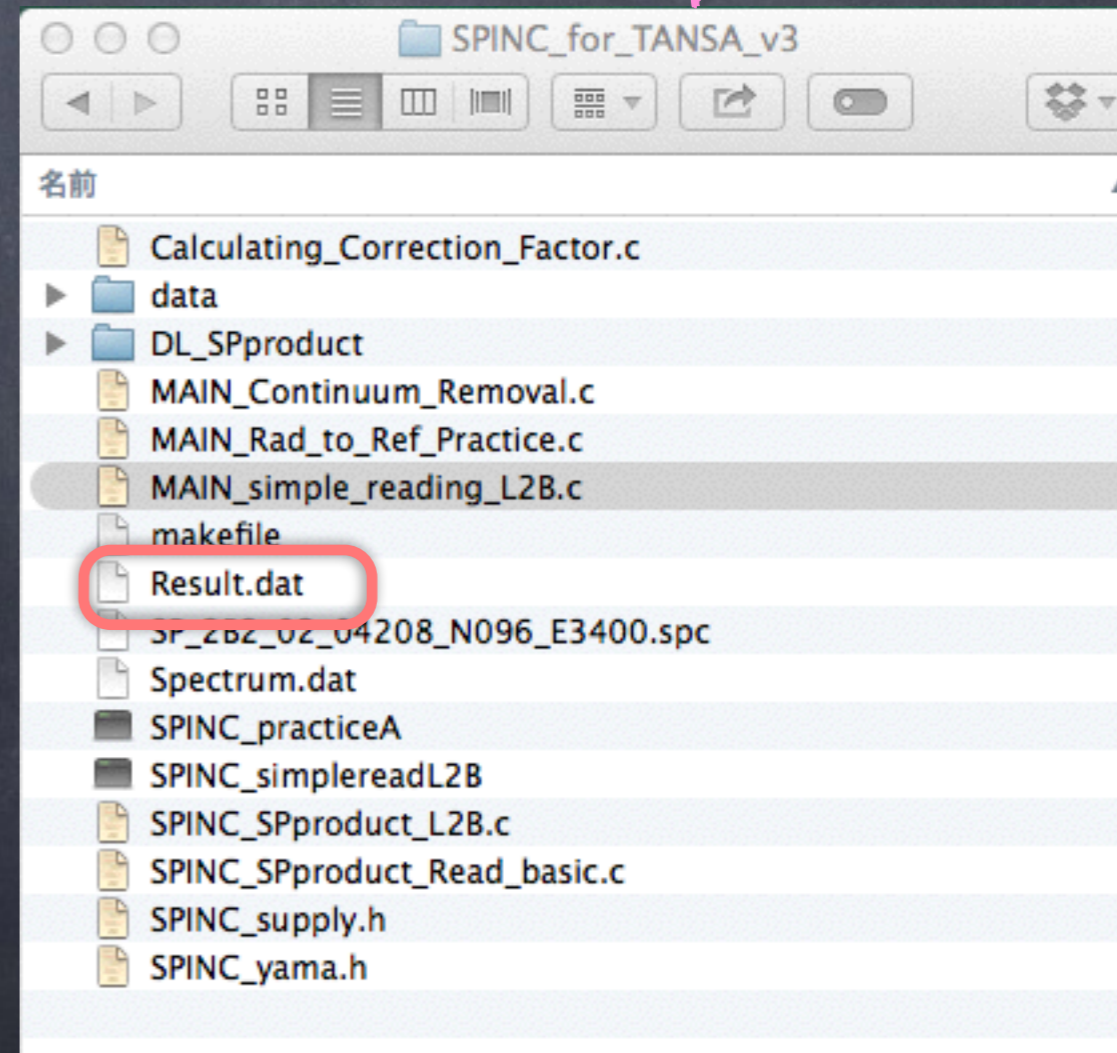 SPINC_for_TANSA_v3
名前
Calculating_Correction_Factor.c
data
DL_SPproduct
MAIN_Continuum_Removal.c
MAIN_Rad_to_Ref_Practice.c
MAIN_simple_reading_L2B.c
makefile
Result.dat
SP_2B2_02_04208_N096_E3400.spc
Spectrum.dat
SPINC_practiceA
SPINC_simplereadL2B
SPINC_SPproduct_L2B.c
SPINC_SPproduct_Read_basic.c
SPINC_supply.h
SPINC_yama.h